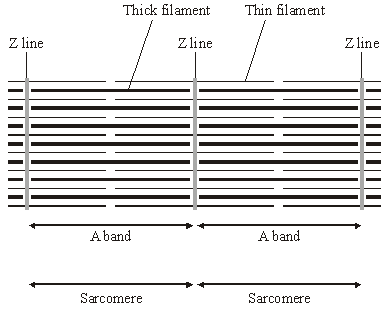 Thick filament Thin filament
Z line Z line Z line
A band A band
Sarcomere Sarcomere